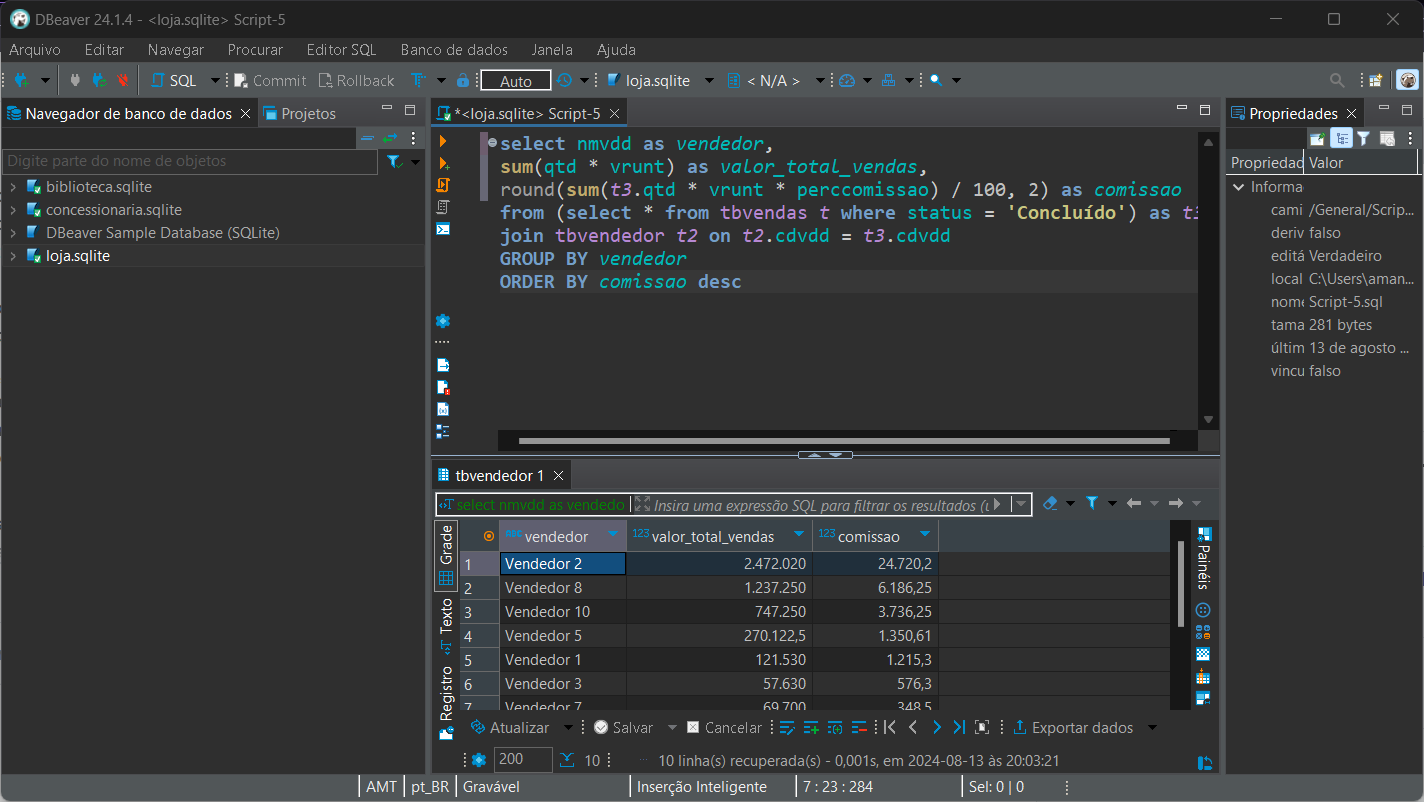 DBeaver 24.1.4 - <loja.sqlite> Script-5
Arquivo Editar Navegar Procurar Editor SQL Banco de dados Janela Ajuda
SQL Commit Rollback Auto loja.sqlite < N/A >
Navegador de banco de dados
Projetos
Digite parte do nome de objetos
biblioteca.sqlite
concessionaria.sqlite
DBeaver Sample Database (SQLite)
loja.sqlite
*<loja.sqlite> Script-5
select nmvdd as vendedor,
sum(qtd * vrunt) as valor_total_vendas,
round(sum(t3.qtd * vrunt * perccomissao) / 100, 2) as comissao
from (select * from tbvendas t where status = 'Concluído') as t3
join tbvendedor t2 on t2.cdvdd = t3.cdvdd
GROUP BY vendedor
ORDER BY comissao desc
tbvendedor 1
select nmvdd as vendedo
Insira uma expressão SQL para filtrar os resultados (u
Grade
Texto
Registro
vendedor valor_total_vendas comissao
1 Vendedor 2 2.472.020 24.720,2
2 Vendedor 8 1.237.250 6.186,25
3 Vendedor 10 747.250 3.736,25
4 Vendedor 5 270.122,5 1.350,61
5 Vendedor 1 121.530 1.215,3
6 Vendedor 3 57.630 576,3
7 Vendedor 7 69.700 348,5
Painéis
Atualizar Salvar Cancelar Exportar dados
200 10 10 linha(s) recuperada(s) - 0,001s, em 2024-08-13 às 20:03:21
Propriedades
Propriedad Valor
Informa
cami /General/Scrip...
deriv falso
editá Verdadeiro
local C:\Users\aman...
nome Script-5.sql
tama 281 bytes
últim 13 de agosto ...
vincu falso
AMT pt_BR Gravável Inserção Inteligente 7 : 23 : 284 Sel: 0 | 0